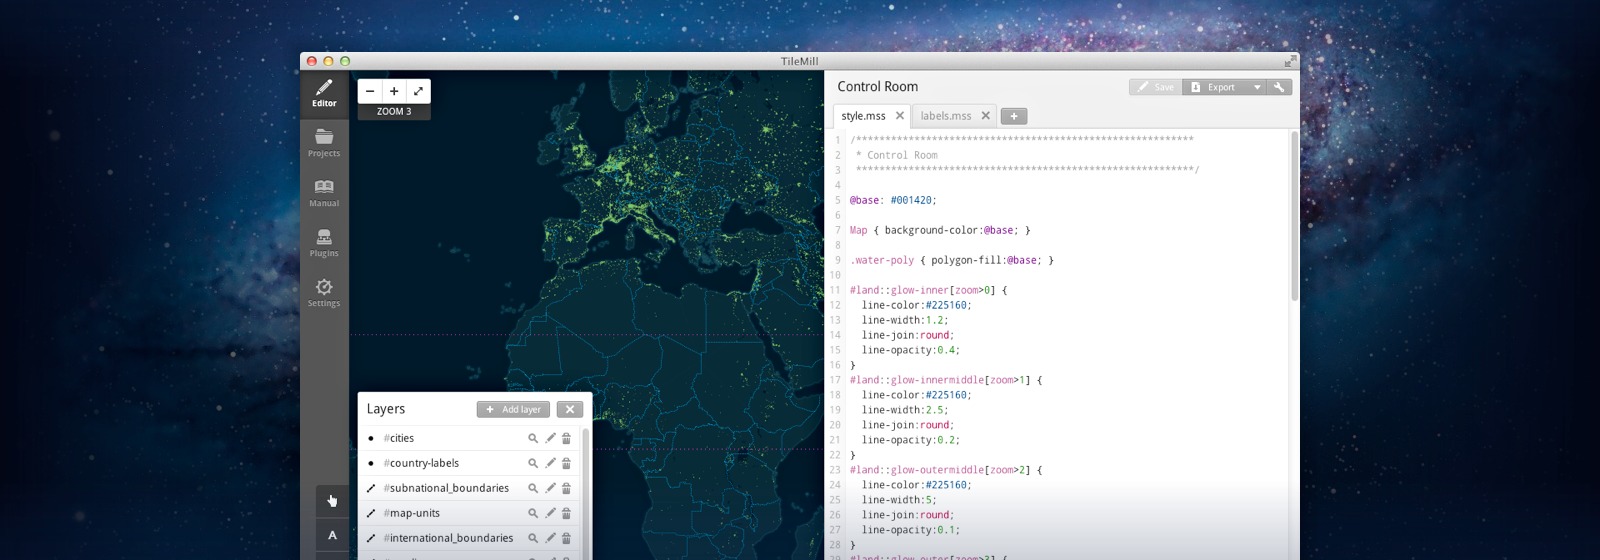 TileMill
Editor
Projects
Manual
Plugins
Settings
A
− +
ZOOM 3
Layers
+ Add layer
#cities
#country-labels
#subnational_boundaries
#map-units
#international_boundaries
Control Room
Save
Export
style.mss
labels.mss
+
1 /**********************************************************
2 * Control Room
3 **********************************************************/
4
5 @base: #001420;
6
7 Map { background-color:@base; }
8
9 .water-poly { polygon-fill:@base; }
10
11 #land::glow-inner[zoom>0] {
12 line-color:#225160;
13 line-width:1.2;
14 line-join:round;
15 line-opacity:0.4;
16 }
17 #land::glow-innermiddle[zoom>1] {
18 line-color:#225160;
19 line-width:2.5;
20 line-join:round;
21 line-opacity:0.2;
22 }
23 #land::glow-outermiddle[zoom>2] {
24 line-color:#225160;
25 line-width:5;
26 line-join:round;
27 line-opacity:0.1;
28 }
29 #land::glow-outer[zoom>3] {